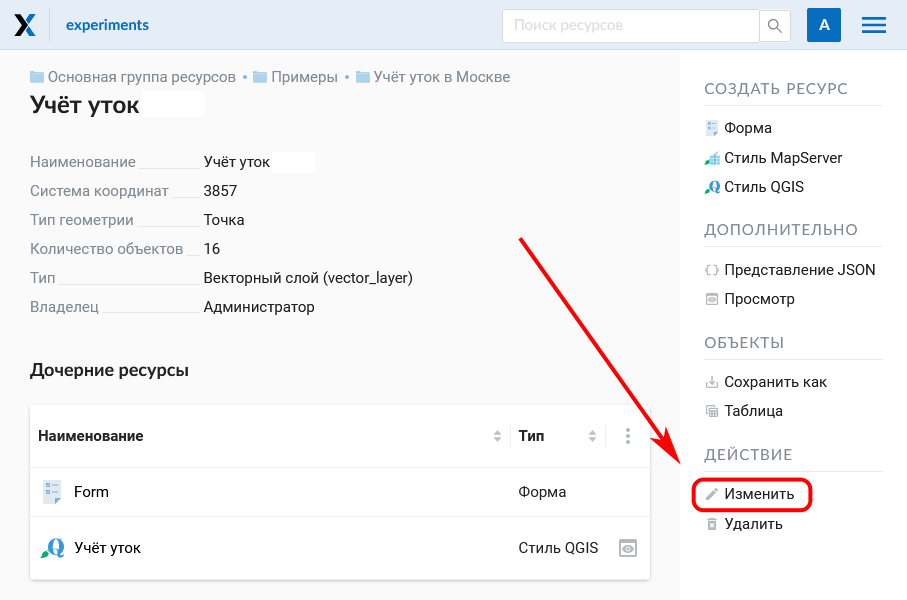 experiments
Поиск ресурсов
A
Основная группа ресурсов • Примеры • Учёт уток в Москве
Учёт уток
Наименование Учёт уток
Система координат 3857
Тип геометрии Точка
Количество объектов 16
Тип Векторный слой (vector_layer)
Владелец Администратор
Дочерние ресурсы
Наименование Тип
Form Форма
Учёт уток Стиль QGIS
СОЗДАТЬ РЕСУРС
Форма
Стиль MapServer
Стиль QGIS
ДОПОЛНИТЕЛЬНО
Представление JSON
Просмотр
ОБЪЕКТЫ
Сохранить как
Таблица
ДЕЙСТВИЕ
Изменить
Удалить